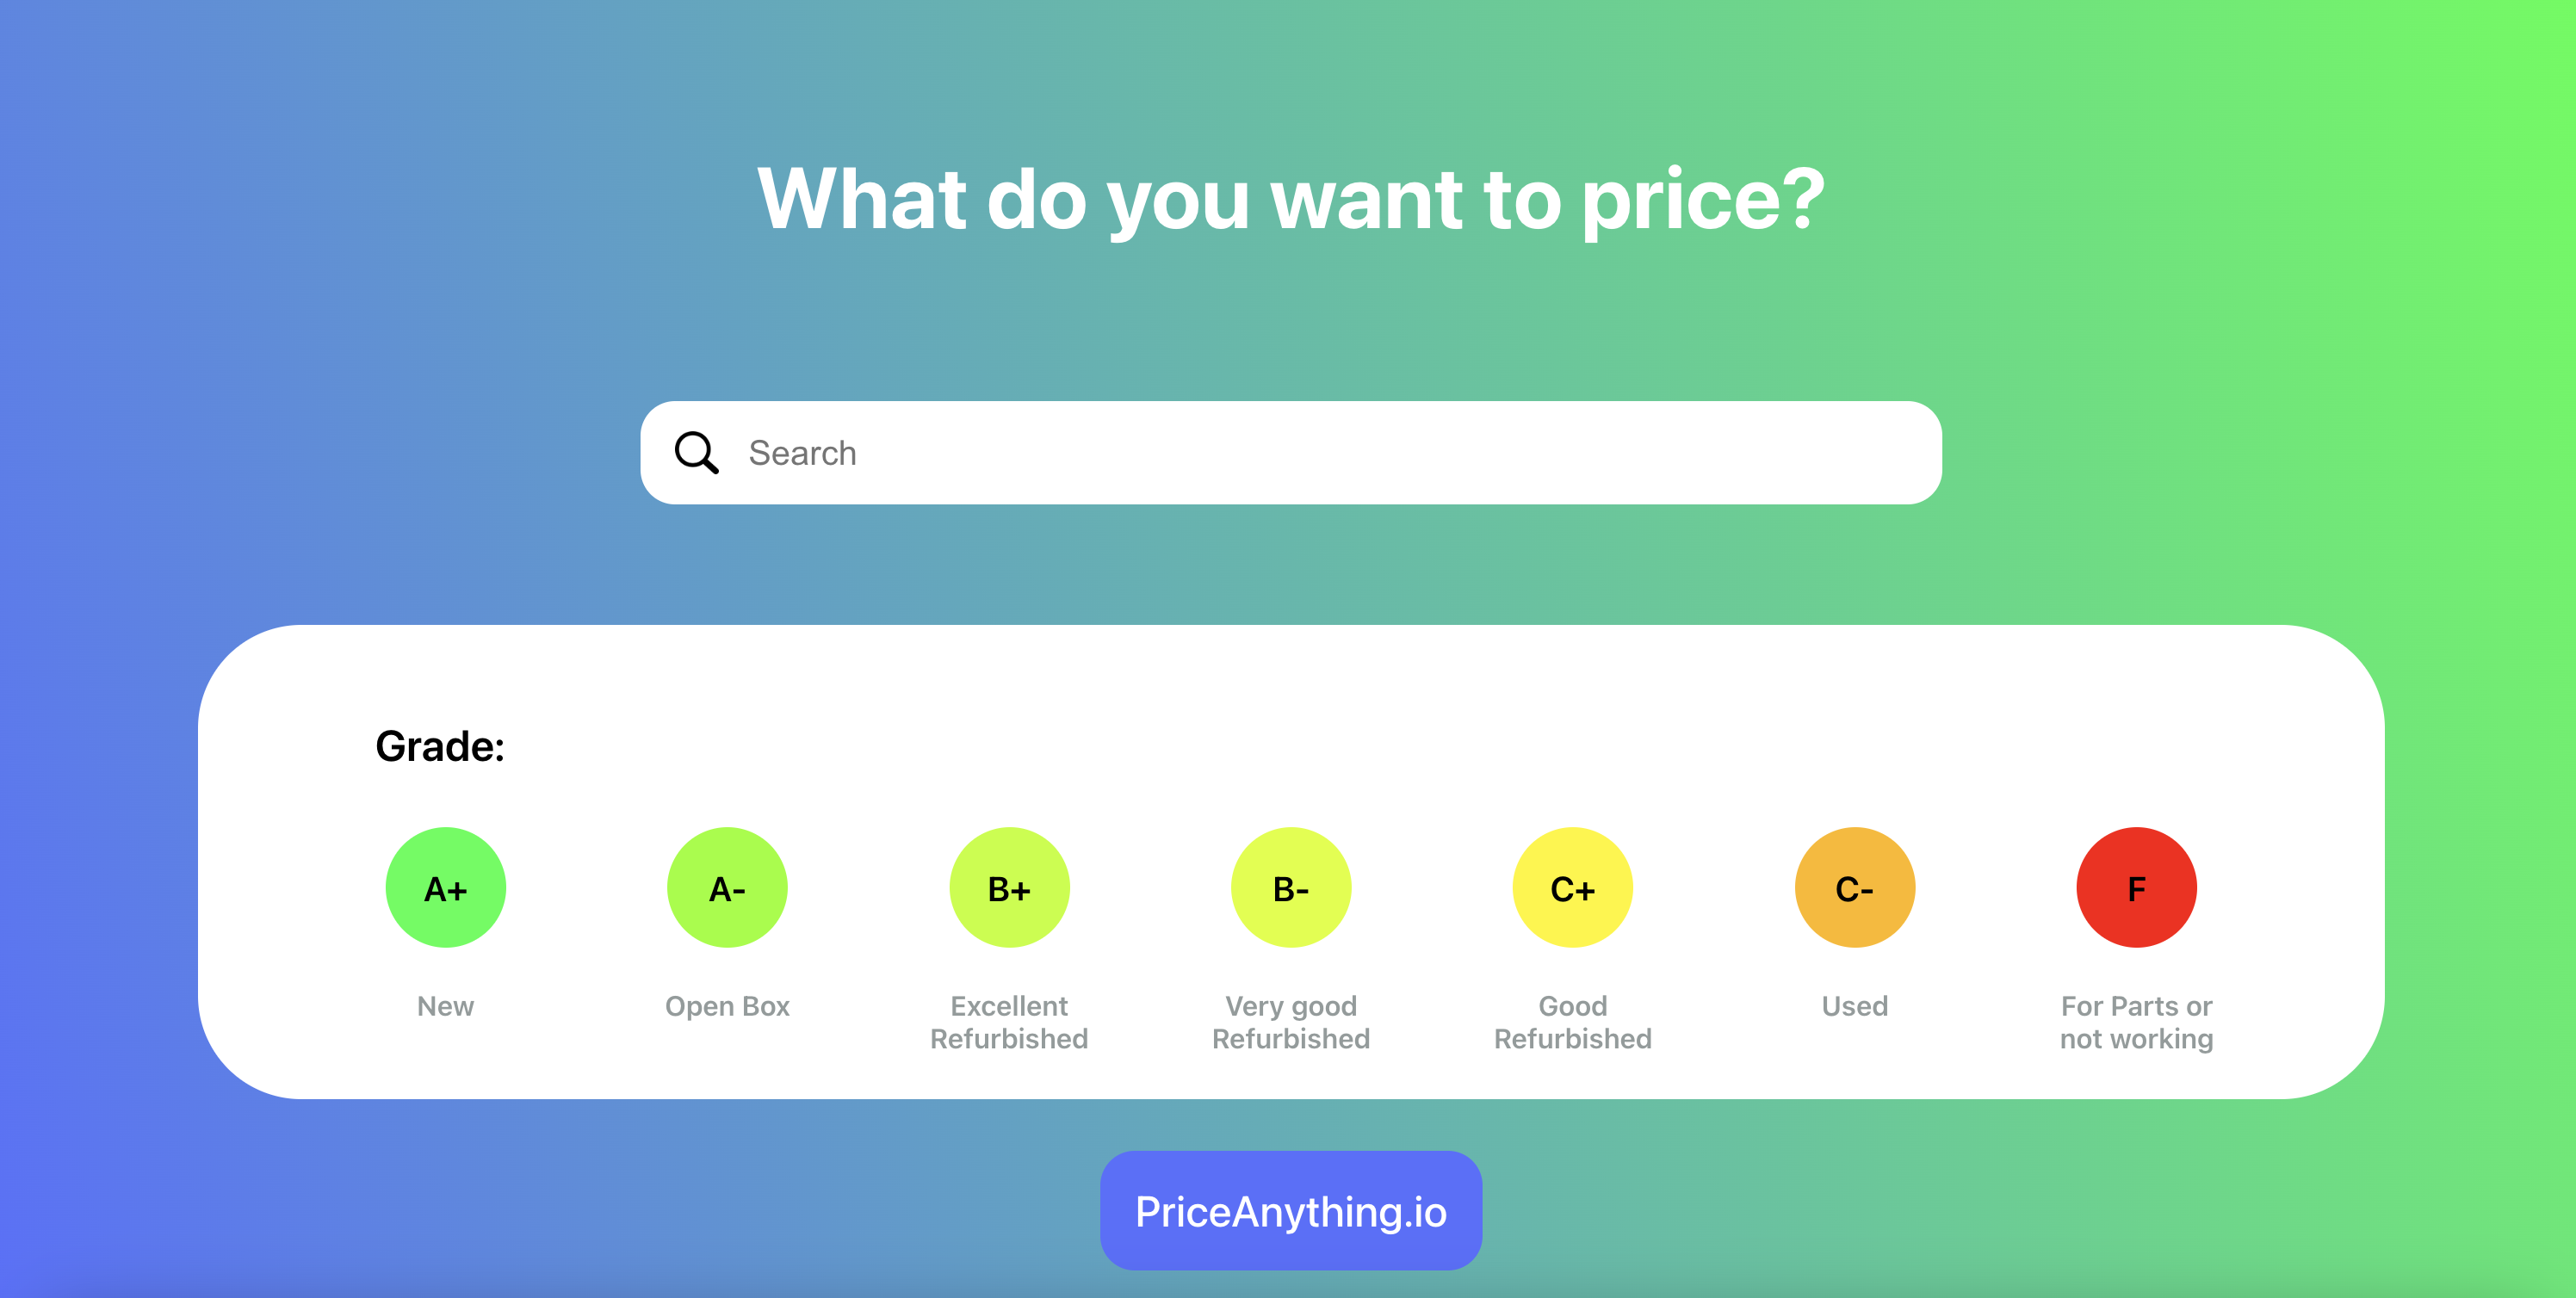 What do you want to price?
Search
Grade:
A+ A- B+ B- C+ C- F
New
Open Box
Excellent
Refurbished
Very good
Refurbished
Good
Refurbished
Used
For Parts or
not working
PriceAnything.io